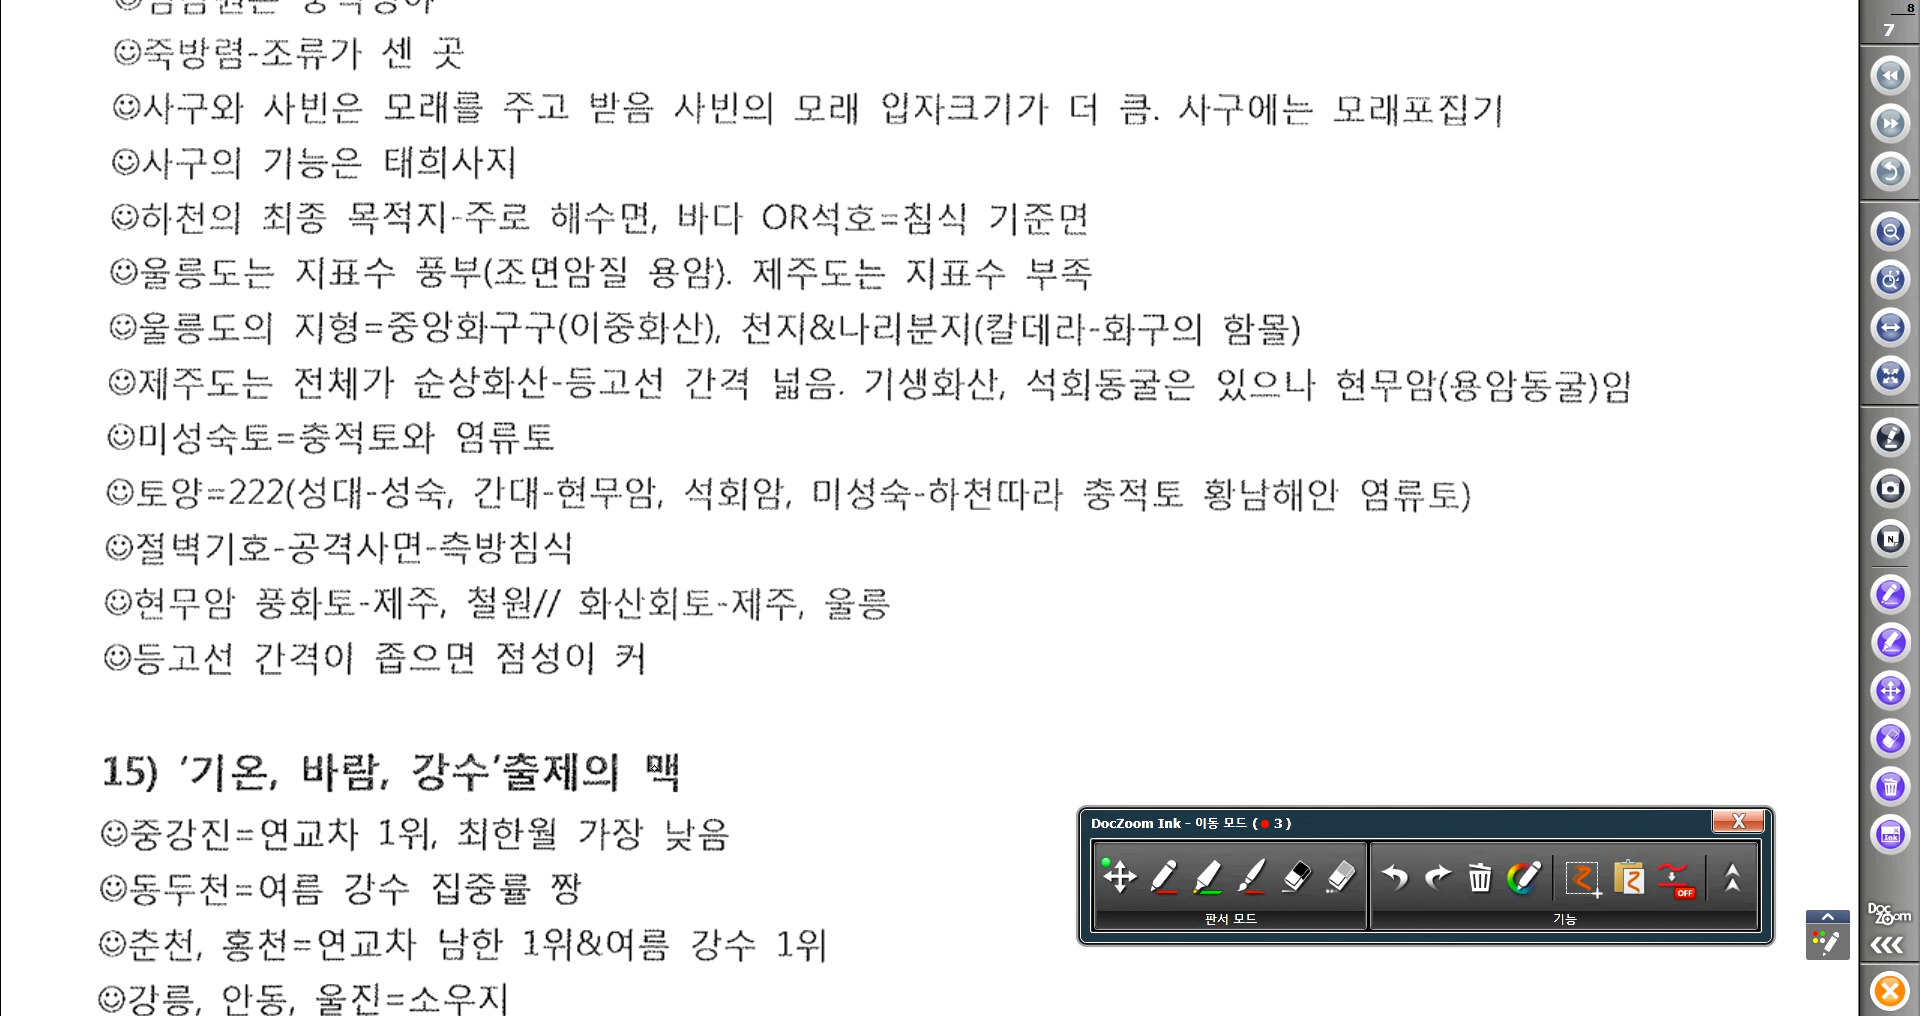 ☺죽방렴-조류가 센 곳
☺사구와 사빈은 모래를 주고 받음 사빈의 모래 입자크기가 더 큼. 사구에는 모래포집기
☺사구의 기능은 태희사지
☺하천의 최종 목적지-주로 해수면, 바다 OR석호=침식 기준면
☺울릉도는 지표수 풍부(조면암질 용암). 제주도는 지표수 부족
☺울릉도의 지형=중앙화구구(이중화산), 천지&나리분지(칼데라-화구의 함몰)
☺제주도는 전체가 순상화산-등고선 간격 넓음. 기생화산, 석회동굴은 있으나 현무암(용암동굴)임
☺미성숙토=충적토와 염류토
☺토양=222(성대-성숙, 간대-현무암, 석회암, 미성숙-하천따라 충적토 황남해안 염류토)
☺절벽기호-공격사면-측방침식
☺현무암 풍화토-제주, 철원// 화산회토-제주, 울릉
☺등고선 간격이 좁으면 점성이 커
15) '기온, 바람, 강수'출제의 맥
☺중강진=연교차 1위, 최한월 가장 낮음
☺동두천=여름 강수 집중률 짱
☺춘천, 홍천=연교차 남한 1위&여름 강수 1위
☺강릉, 안동, 울진=소우지
DocZoom Ink - 이동 모드 ( 3 )
X
OFF
판서 모드
기능
8
7
N
Ink
Doc
Zoom